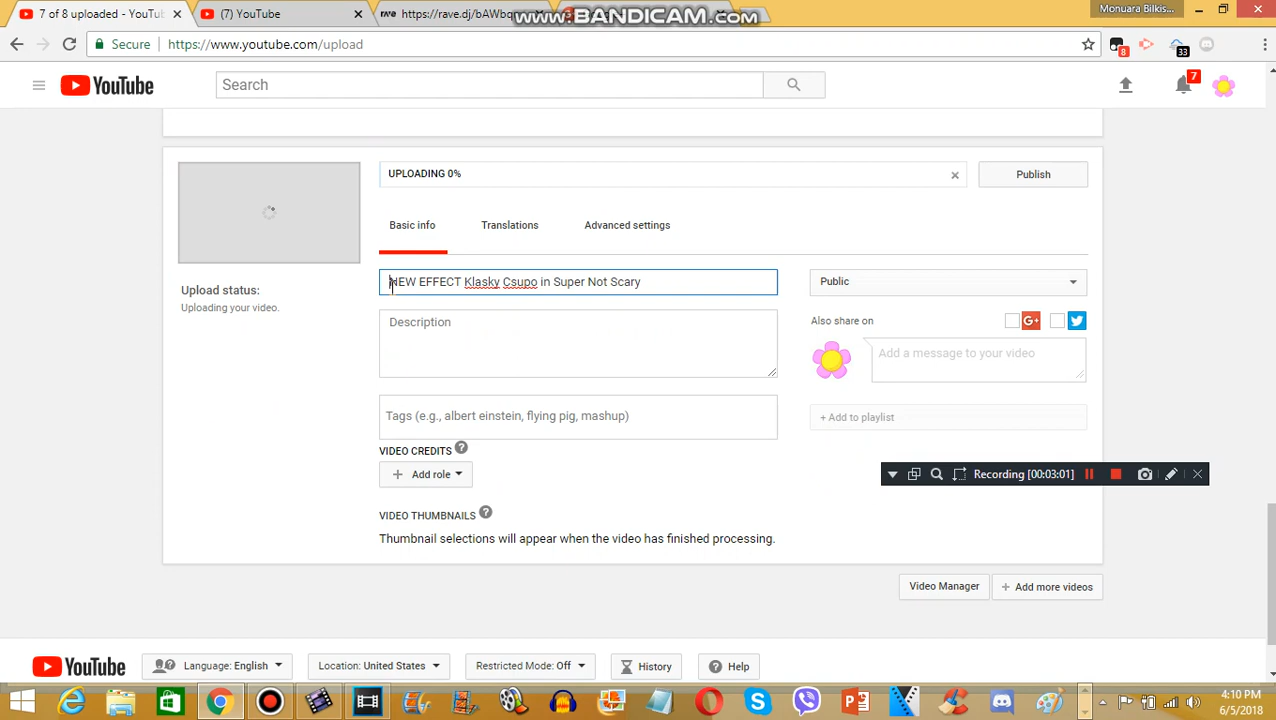 7 of 8 uploaded - YouTu
(7) YouTube
https://rave.dj/bAWbq
www.BANDICAM.com
Monuara Bilkis...
Secure https://www.youtube.com/upload
8
33
YouTube
Search
7
UPLOADING 0%
Publish
Basic info
Translations
Advanced settings
NEW EFFECT Klasky Csupo in Super Not Scary
Public
Upload status:
Uploading your video.
Description
Also share on
G+
Add a message to your video
Tags (e.g., albert einstein, flying pig, mashup)
+ Add to playlist
VIDEO CREDITS ?
+ Add role
Recording [00:03:01]
VIDEO THUMBNAILS ?
Thumbnail selections will appear when the video has finished processing.
Video Manager
+ Add more videos
YouTube
Language: English
Location: United States
Restricted Mode: Off
History
Help
4:10 PM
6/5/2018